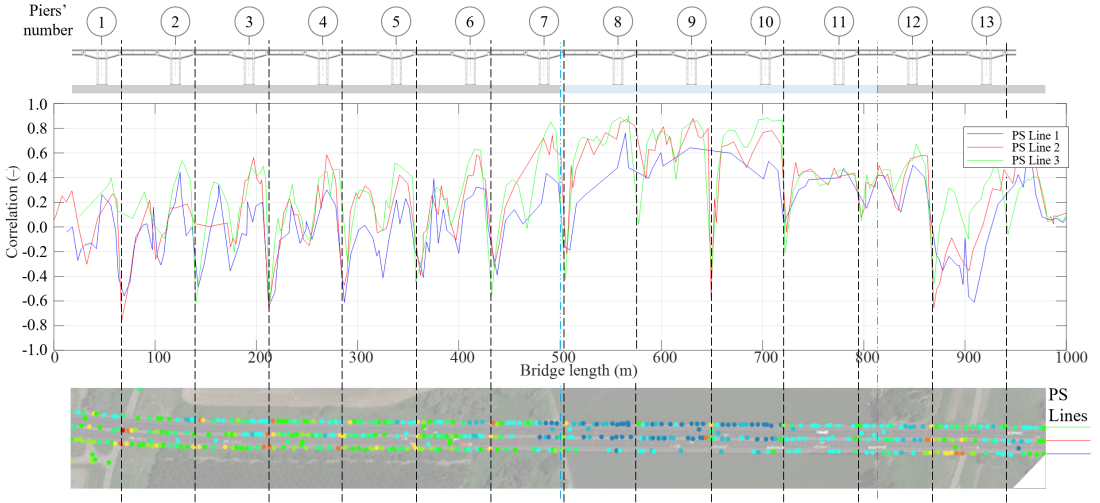 Piers' number
1 2 3 4 5 6 7 8 9 10 11 12 13
1.0
0.8
0.6
0.4
0.2
0.0
-0.2
-0.4
-0.6
-0.8
-1.0
Correlation (–)
PS Line 1
PS Line 2
PS Line 3
0 100 200 300 400 500 600 700 800 900 1000
Bridge length (m)
PS
Lines